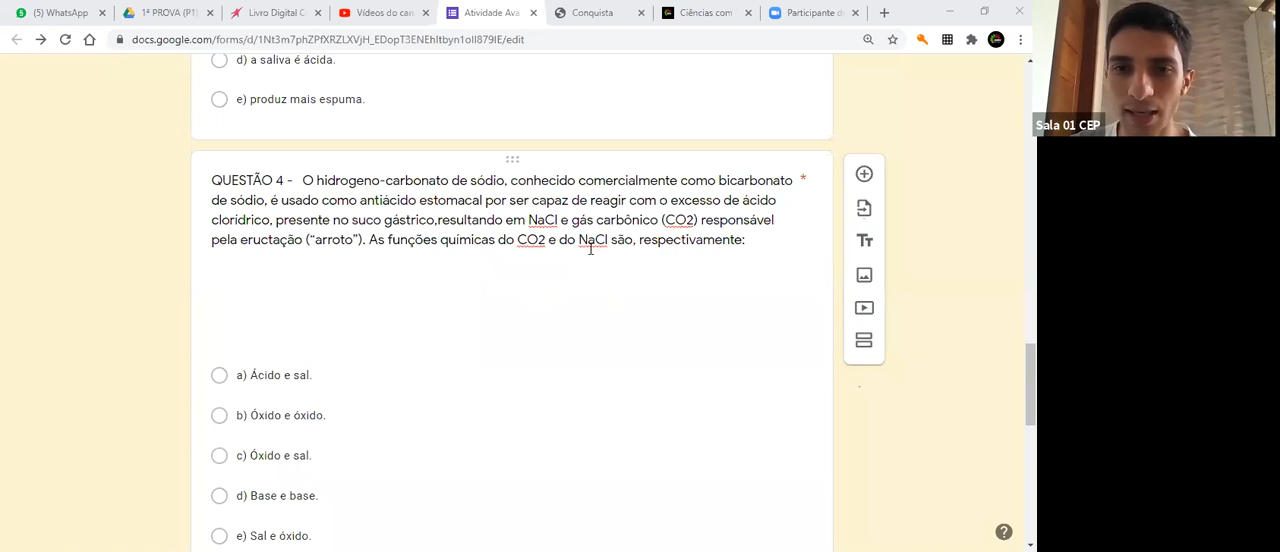 (5) WhatsApp
1ª PROVA (P1)
Livro Digital C
Vídeos do can
Atividade Ava
Conquista
Ciências com
Participante d
docs.google.com/forms/d/1Nt3m7phZPfXRZLXVjH_EDopT3ENEhItbyn1oIl879IE/edit
Sala 01 CEP
d) a saliva é ácida.
e) produz mais espuma.
QUESTÃO 4 - O hidrogeno-carbonato de sódio, conhecido comercialmente como bicarbonato *
de sódio, é usado como antiácido estomacal por ser capaz de reagir com o excesso de ácido
clorídrico, presente no suco gástrico,resultando em NaCl e gás carbônico (CO2) responsável
pela eructação (“arroto”). As funções químicas do CO2 e do NaCl são, respectivamente:
a) Ácido e sal.
b) Óxido e óxido.
c) Óxido e sal.
d) Base e base.
e) Sal e óxido.